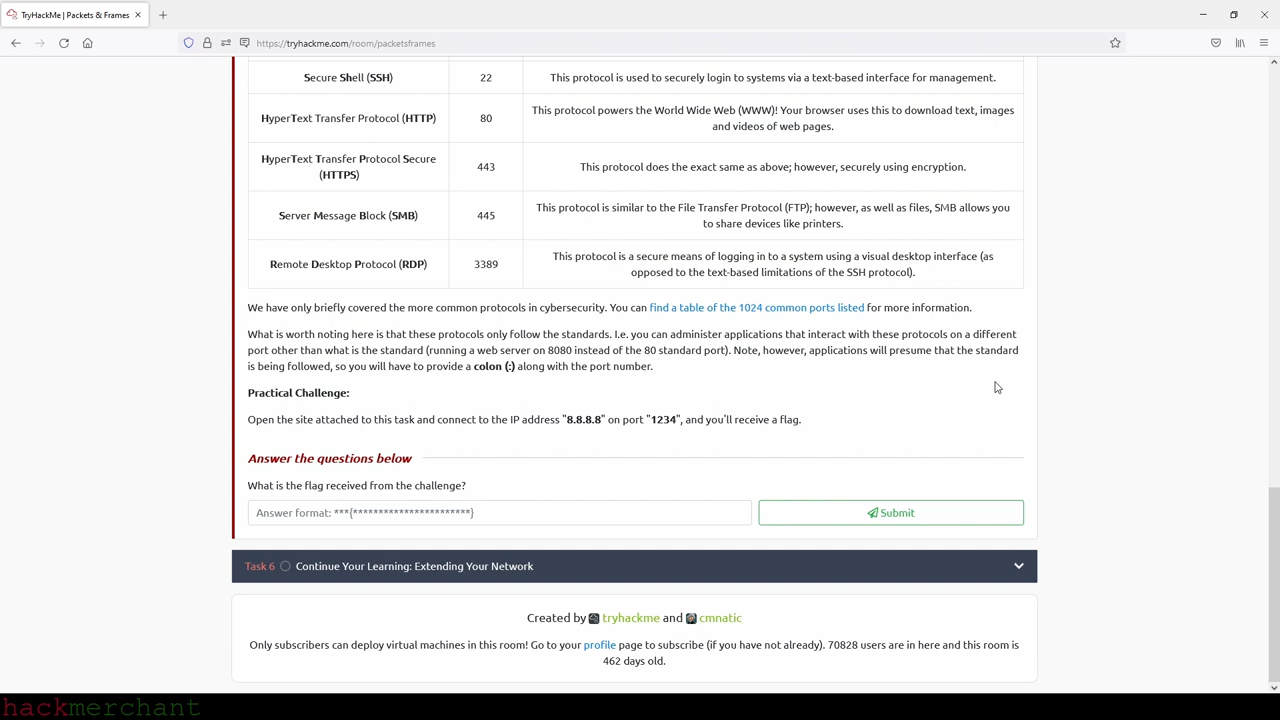 TryHackMe | Packets & Frames
https://tryhackme.com/room/packetsframes
Secure Shell (SSH) 22 This protocol is used to securely login to systems via a text-based interface for management.
HyperText Transfer Protocol (HTTP) 80 This protocol powers the World Wide Web (WWW)! Your browser uses this to download text, images
and videos of web pages.
HyperText Transfer Protocol Secure
(HTTPS) 443 This protocol does the exact same as above; however, securely using encryption.
Server Message Block (SMB) 445 This protocol is similar to the File Transfer Protocol (FTP); however, as well as files, SMB allows you
to share devices like printers.
Remote Desktop Protocol (RDP) 3389 This protocol is a secure means of logging in to a system using a visual desktop interface (as
opposed to the text-based limitations of the SSH protocol).
We have only briefly covered the more common protocols in cybersecurity. You can find a table of the 1024 common ports listed for more information.
What is worth noting here is that these protocols only follow the standards. I.e. you can administer applications that interact with these protocols on a different
port other than what is the standard (running a web server on 8080 instead of the 80 standard port). Note, however, applications will presume that the standard
is being followed, so you will have to provide a colon (:) along with the port number.
Practical Challenge:
Open the site attached to this task and connect to the IP address "8.8.8.8" on port "1234", and you'll receive a flag.
Answer the questions below
What is the flag received from the challenge?
Answer format: ***{***********************}
Submit
Task 6 Continue Your Learning: Extending Your Network
Created by tryhackme and cmnatic
Only subscribers can deploy virtual machines in this room! Go to your profile page to subscribe (if you have not already). 70828 users are in here and this room is
462 days old.
hackmerchant